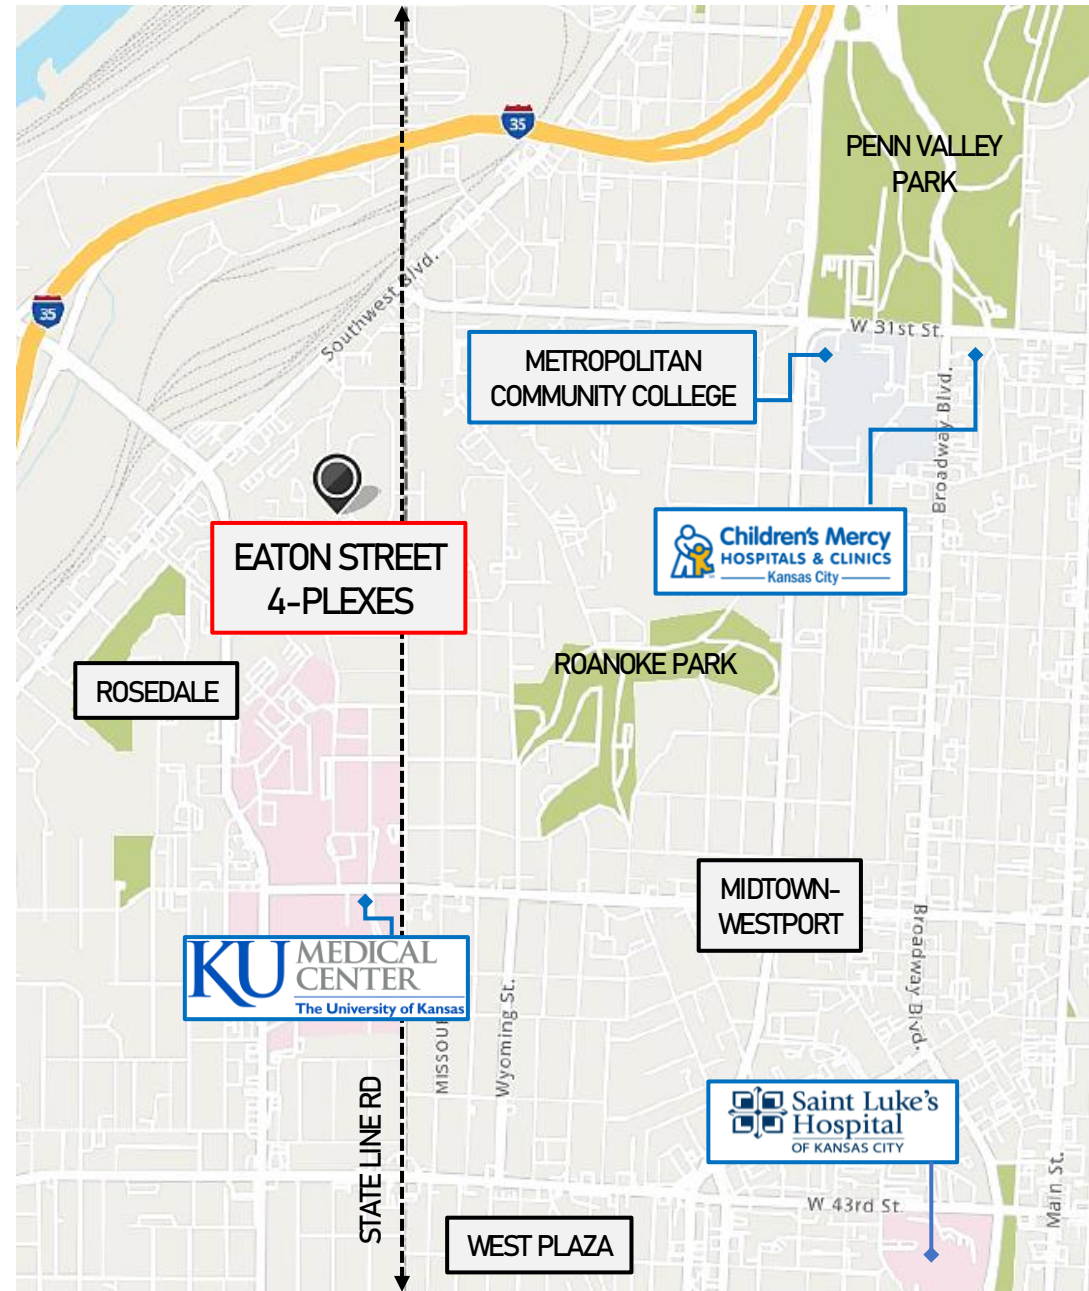 35
PENN VALLEY
PARK
35
Southwest Blvd.
W 31st St.
METROPOLITAN
COMMUNITY COLLEGE
Broadway Blvd.
EATON STREET
4-PLEXES
Children's Mercy
HOSPITALS & CLINICS
Kansas City
ROSEDALE
ROANOKE PARK
MIDTOWN-
WESTPORT
KU MEDICAL
CENTER
The University of Kansas
MISSOU
Wyoming St.
Broadway Blvd.
STATE LINE RD
Saint Luke's
Hospital
OF KANSAS CITY
Main St.
W 43rd St.
WEST PLAZA